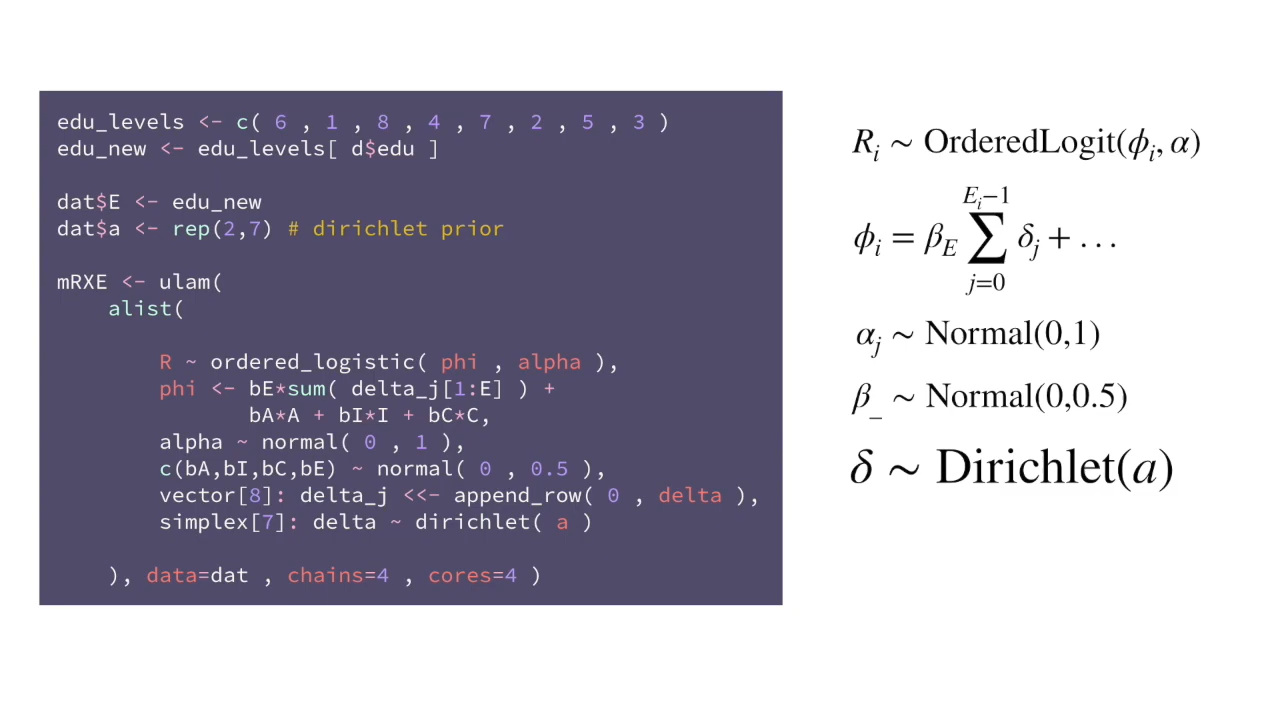 edu_levels <- c( 6 , 1 , 8 , 4 , 7 , 2 , 5 , 3 )
edu_new <- edu_levels[ d$edu ]
dat$E <- edu_new
dat$a <- rep(2,7) # dirichlet prior
mRXE <- ulam(
alist(
R ~ ordered_logistic( phi , alpha ),
phi <- bE*sum( delta_j[1:E] ) +
bA*A + bI*I + bC*C,
alpha ~ normal( 0 , 1 ),
c(bA,bI,bC,bE) ~ normal( 0 , 0.5 ),
vector[8]: delta_j <<- append_row( 0 , delta ),
simplex[7]: delta ~ dirichlet( a )
), data=dat , chains=4 , cores=4 )
R_i ~ OrderedLogit(ϕ_i, α)
ϕ_i = β_E ∑_{j=0}^{E_i−1} δ_j + …
α_j ~ Normal(0,1)
β__ ~ Normal(0,0.5)
δ ~ Dirichlet(a)